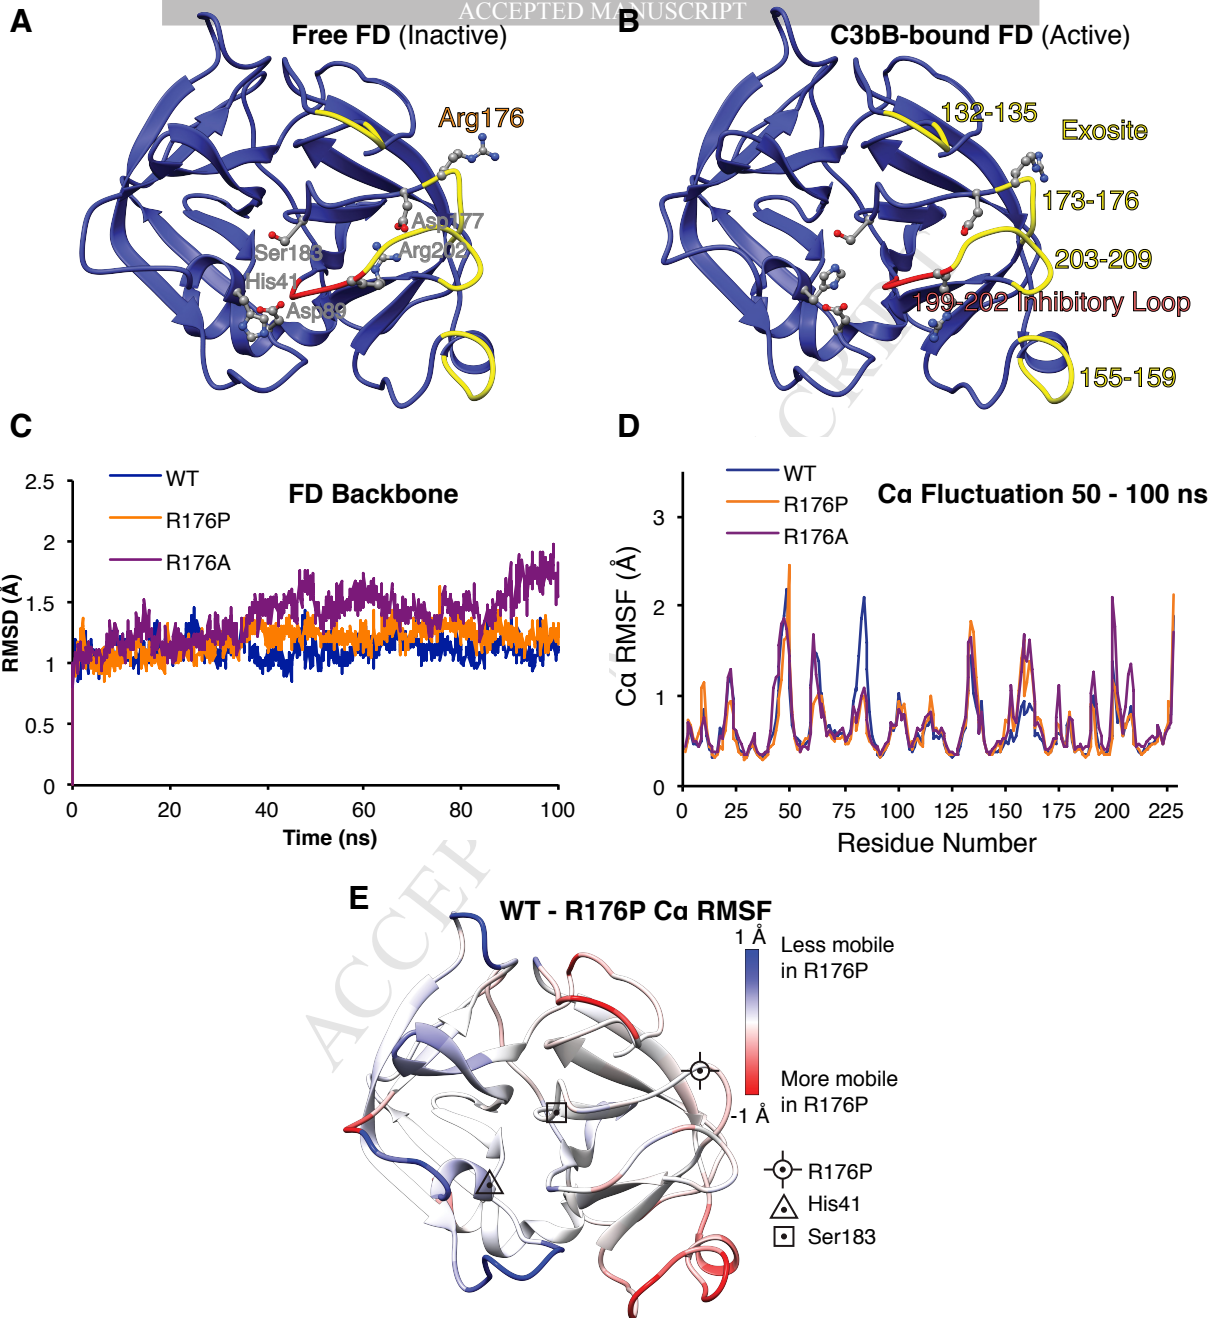 ACCEPTED MANUSCRIPT
A
Free FD (Inactive)
Arg176
Asp177
Arg202
Ser183
His41
Asp89
B
C3bB-bound FD (Active)
132-135
Exosite
173-176
203-209
199-202 Inhibitory Loop
155-159
C
WT
R176P
R176A
FD Backbone
RMSD (Å)
2.5
2
1.5
1
0.5
0
0 20 40 60 80 100
Time (ns)
D
WT
R176P
R176A
Cα Fluctuation 50 - 100 ns
Cα RMSF (Å)
3
2
1
0
0 25 50 75 100 125 150 175 200 225
Residue Number
E
WT - R176P Cα RMSF
1 Å
Less mobile
in R176P
More mobile
in R176P
-1 Å
R176P
His41
Ser183
ACCEP
CRIPT